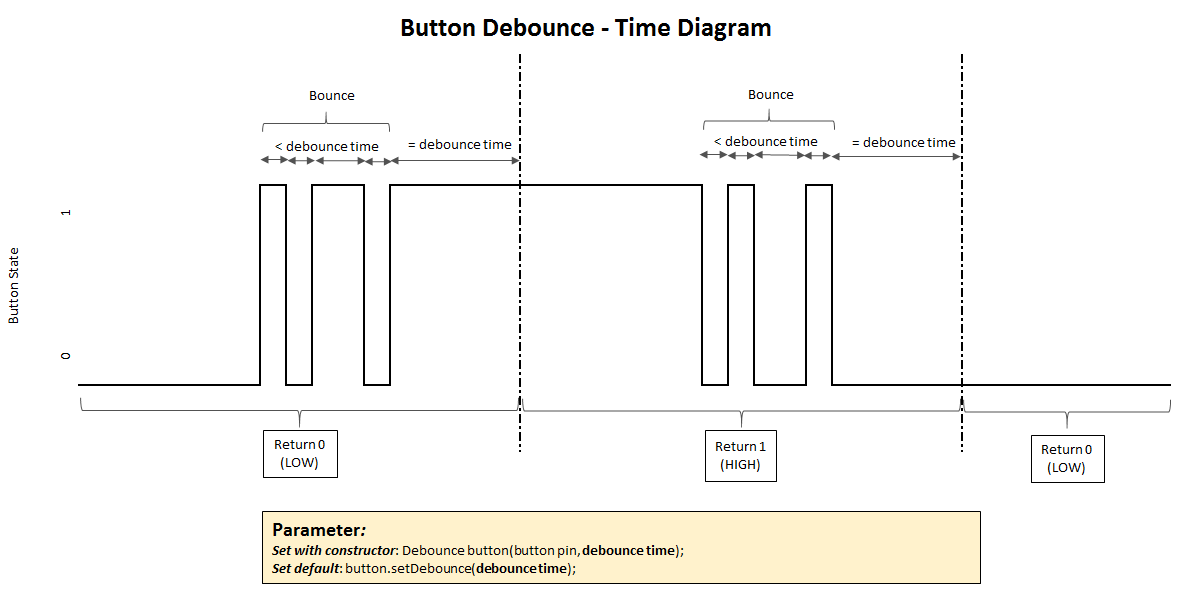 Button Debounce - Time Diagram
Bounce
Bounce
< debounce time
= debounce time
< debounce time
= debounce time
1
Button State
0
Return 0
(LOW)
Return 1
(HIGH)
Return 0
(LOW)
Parameter:
Set with constructor: Debounce button(button pin, debounce time);
Set default: button.setDebounce(debounce time);